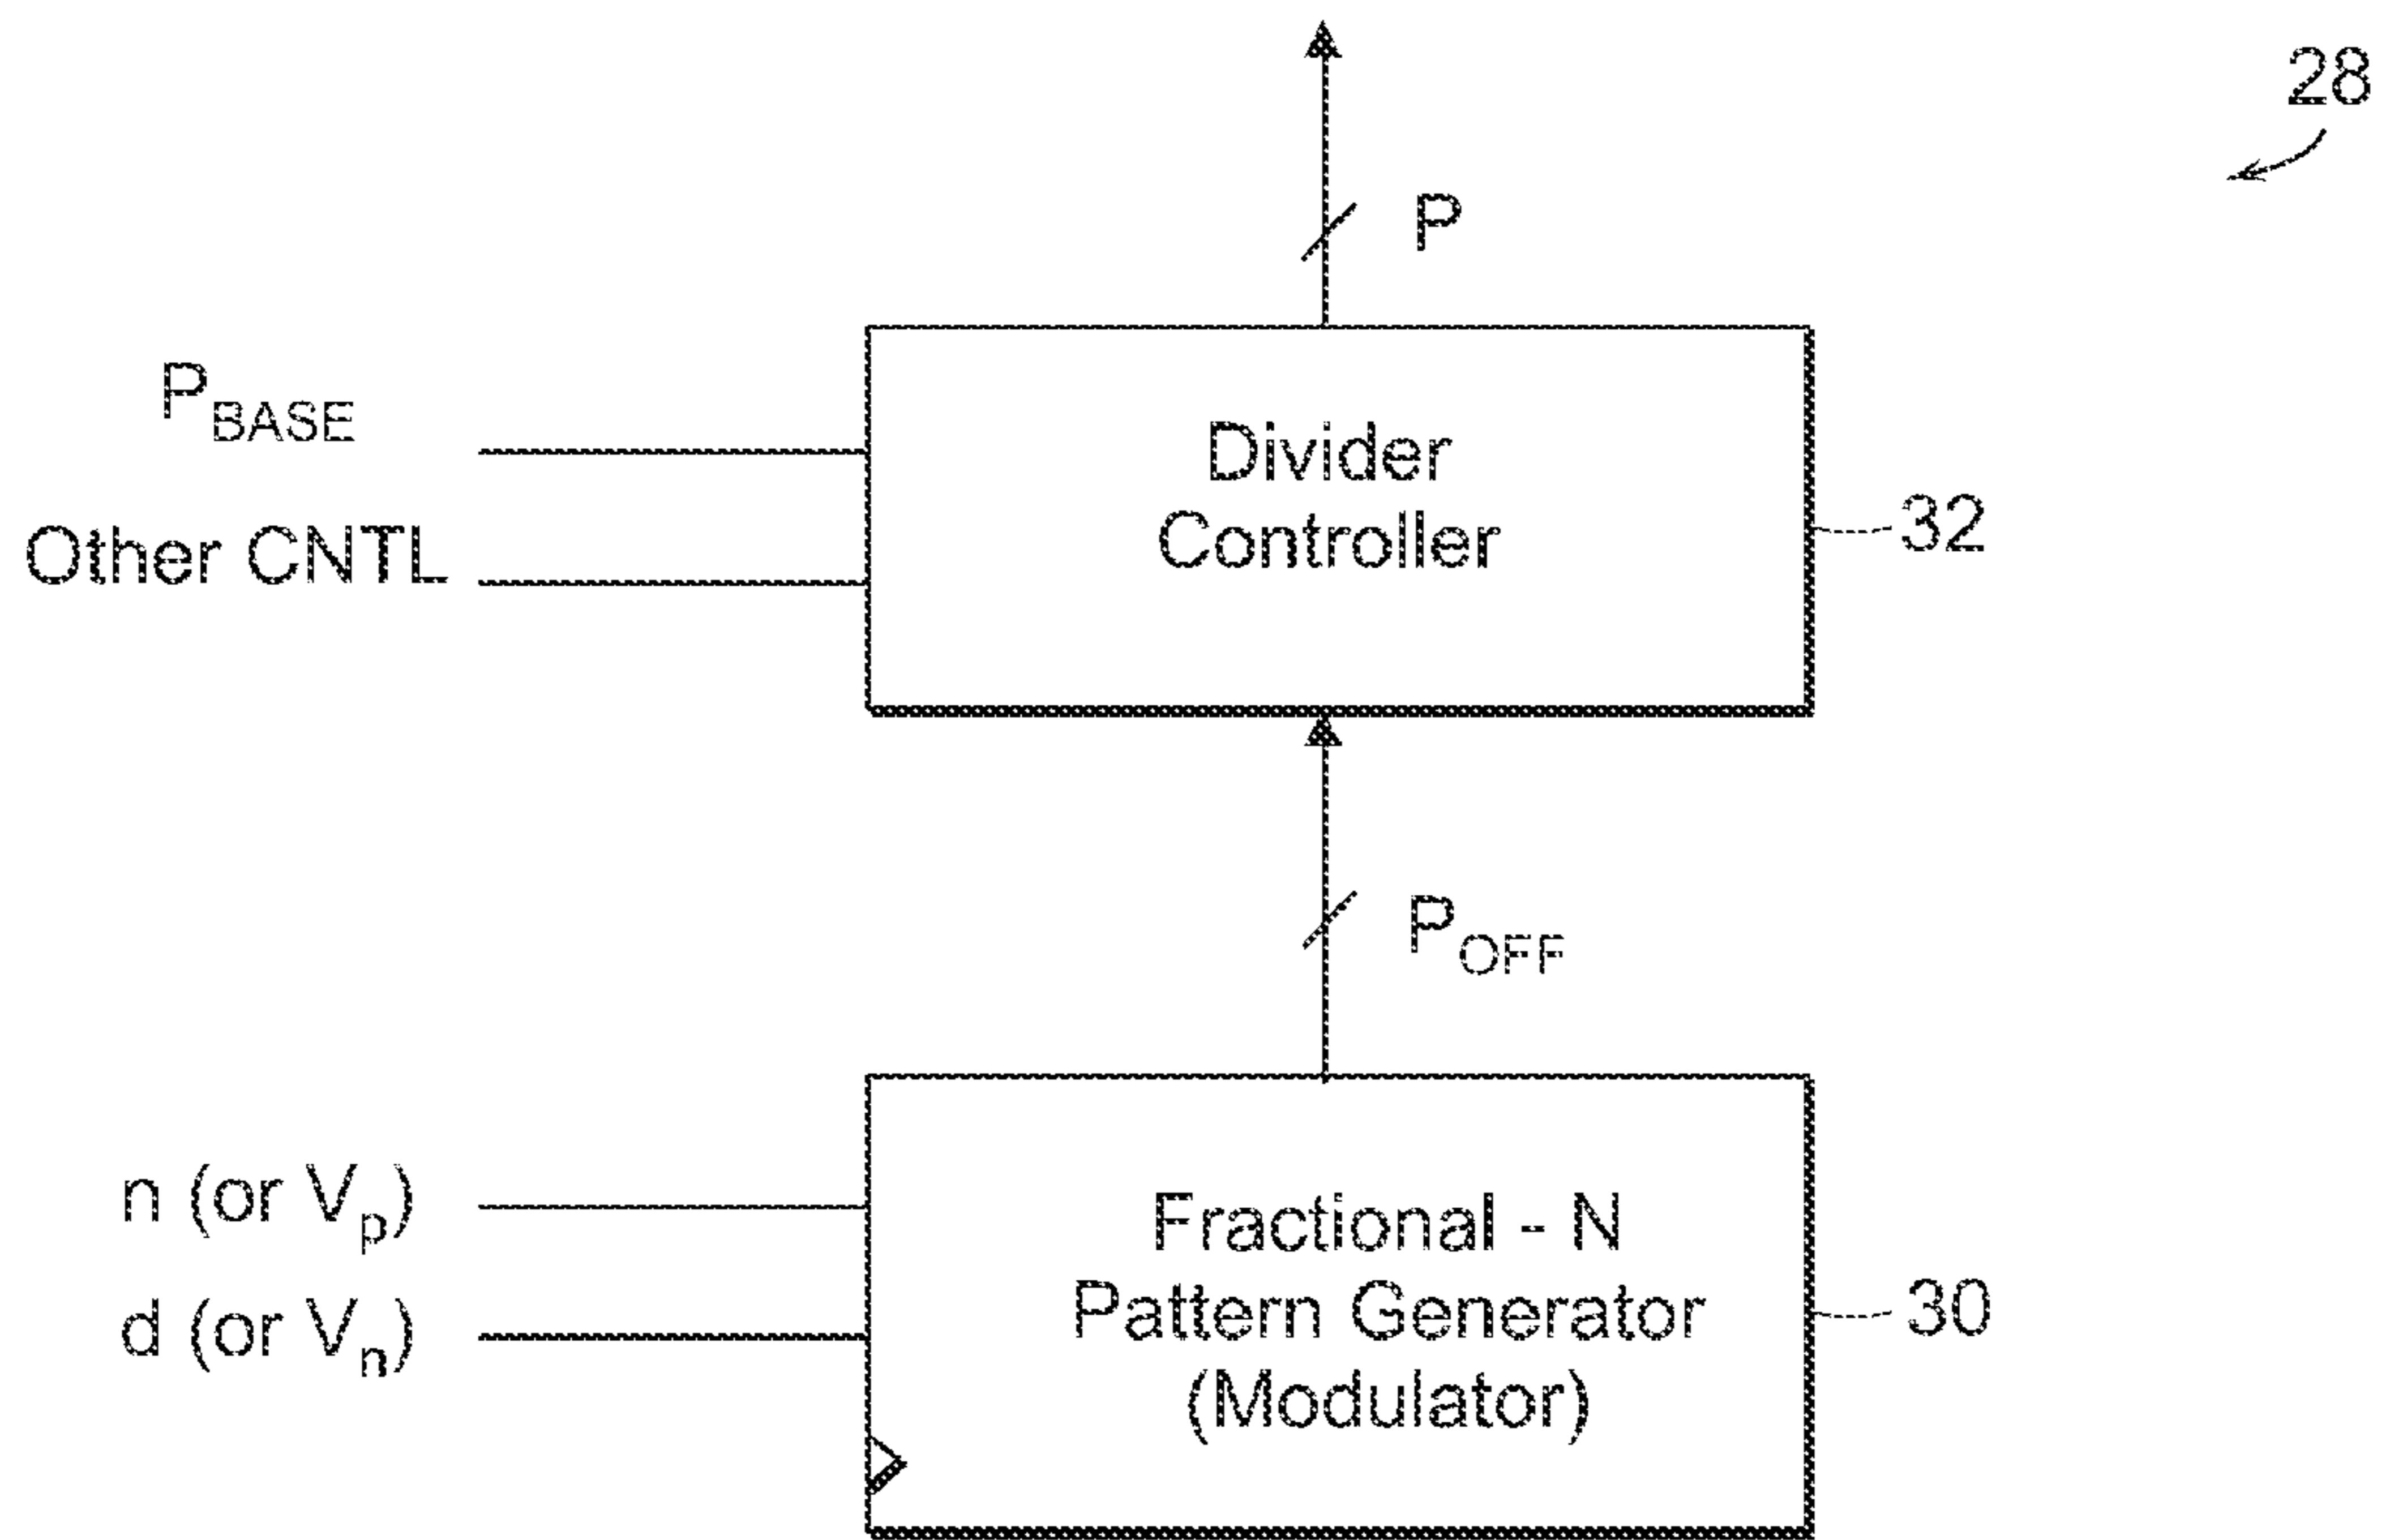 28
P
P_BASE
Other CNTL
Divider
Controller
32
P_OFF
n (or V_p)
d (or V_n)
Fractional - N
Pattern Generator
(Modulator)
30